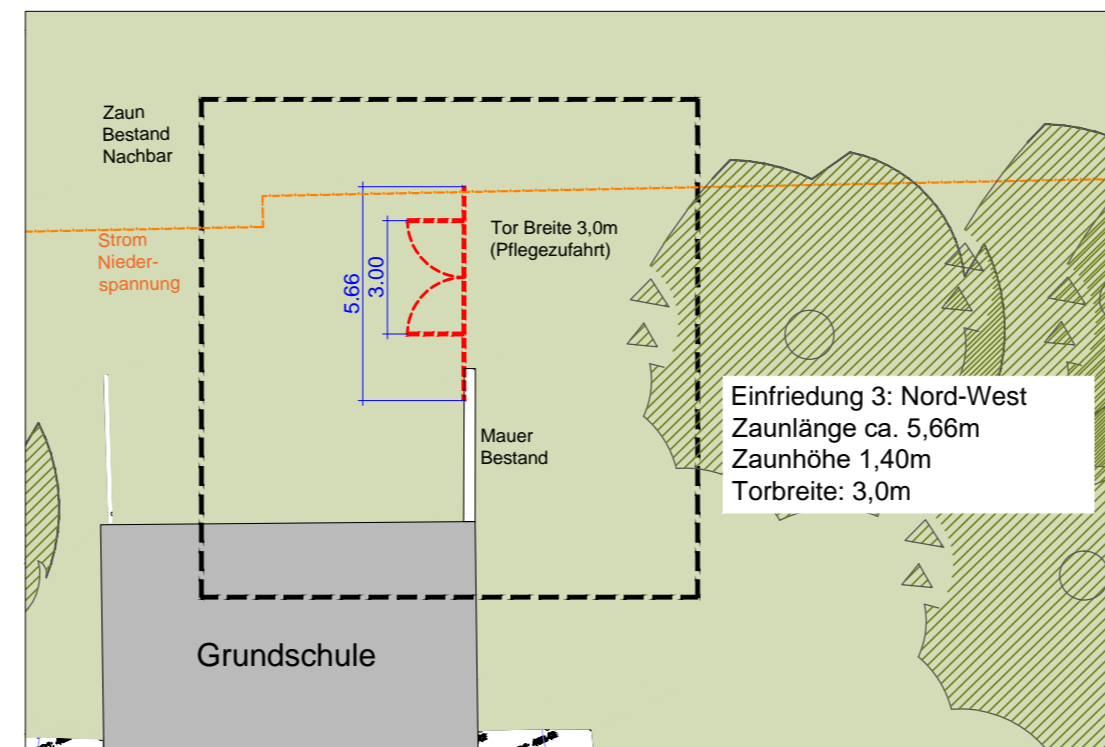 Zaun
Bestand
Nachbar
Strom
Nieder-
spannung
5.66
3.00
Tor Breite 3,0m
(Pflegezufahrt)
Mauer
Bestand
Einfriedung 3: Nord-West
Zaunlänge ca. 5,66m
Zaunhöhe 1,40m
Torbreite: 3,0m
Grundschule